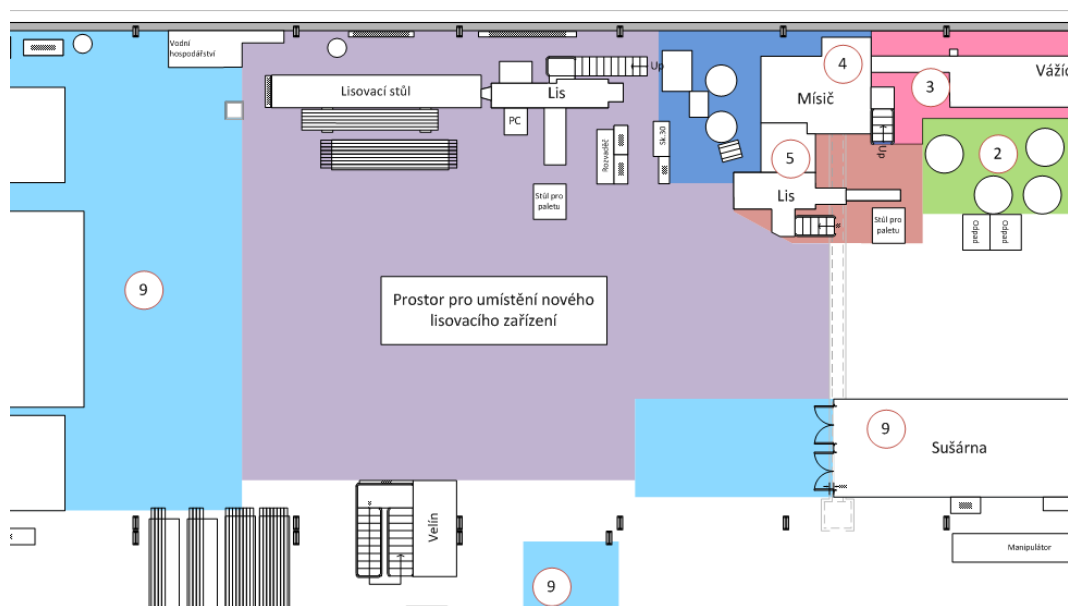 Vodní
hospodářství
Up
4
Vážíc
Lisovací stůl
Lis
Mísič
3
PC
Sk.30
Rozvaděč
Up
2
5
Lis
Stůl pro
paletu
Stůl pro
paletu
Odpad
Odpad
9
Prostor pro umístění nového
lisovacího zařízení
9
Sušárna
Velín
Manipulátor
9